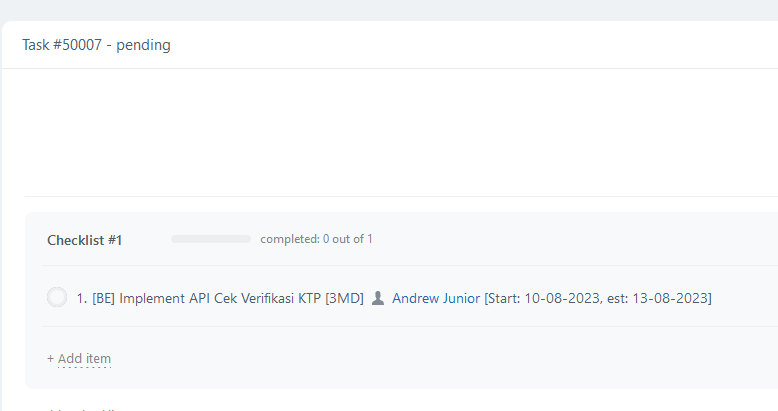 Task #50007 - pending
Checklist #1 completed: 0 out of 1
1. [BE] Implement API Cek Verifikasi KTP [3MD] Andrew Junior [Start: 10-08-2023, est: 13-08-2023]
+ Add item